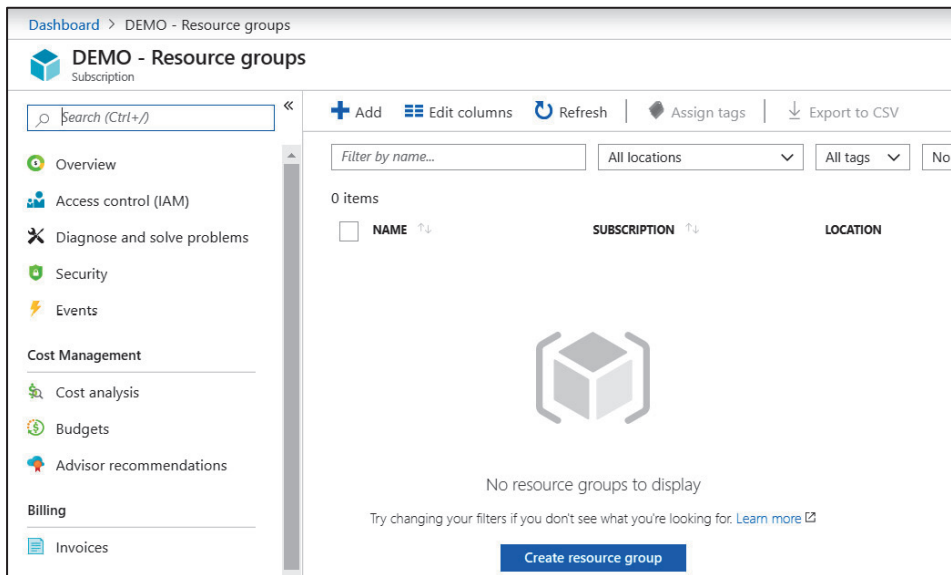 Dashboard > DEMO - Resource groups
DEMO - Resource groups
Subscription
Search (Ctrl+/)
«
Overview
Access control (IAM)
Diagnose and solve problems
Security
Events
Cost Management
Cost analysis
Budgets
Advisor recommendations
Billing
Invoices
Add Edit columns Refresh Assign tags Export to CSV
Filter by name... All locations All tags No
0 items
NAME SUBSCRIPTION LOCATION
No resource groups to display
Try changing your filters if you don't see what you're looking for. Learn more
Create resource group